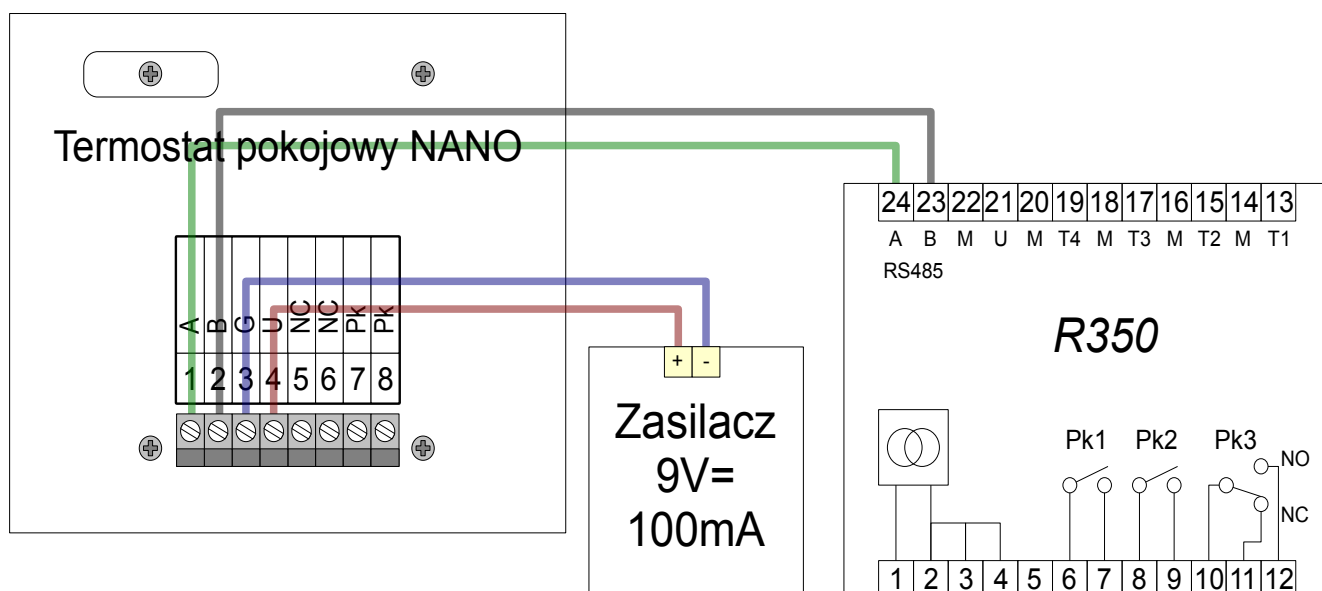 Termostat pokojowy NANO
A B G U NC NC Pk Pk
1 2 3 4 5 6 7 8
+ -
Zasilacz
9V=
100mA
24 23 22 21 20 19 18 17 16 15 14 13
A B M U M T4 M T3 M T2 M T1
RS485
R350
Pk1 Pk2 Pk3
NO
NC
1 2 3 4 5 6 7 8 9 10 11 12